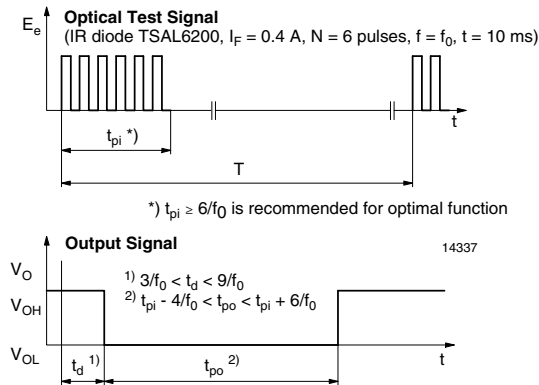 Optical Test Signal
Eₑ
(IR diode TSAL6200, I_F = 0.4 A, N = 6 pulses, f = f₀, t = 10 ms)
t
t_pi *)
T
*) t_pi ≥ 6/f₀ is recommended for optimal function
Output Signal
14337
V_O
V_OH
V_OL
1) 3/f₀ < t_d < 9/f₀
2) t_pi - 4/f₀ < t_po < t_pi + 6/f₀
t_d 1)
t_po 2)
t